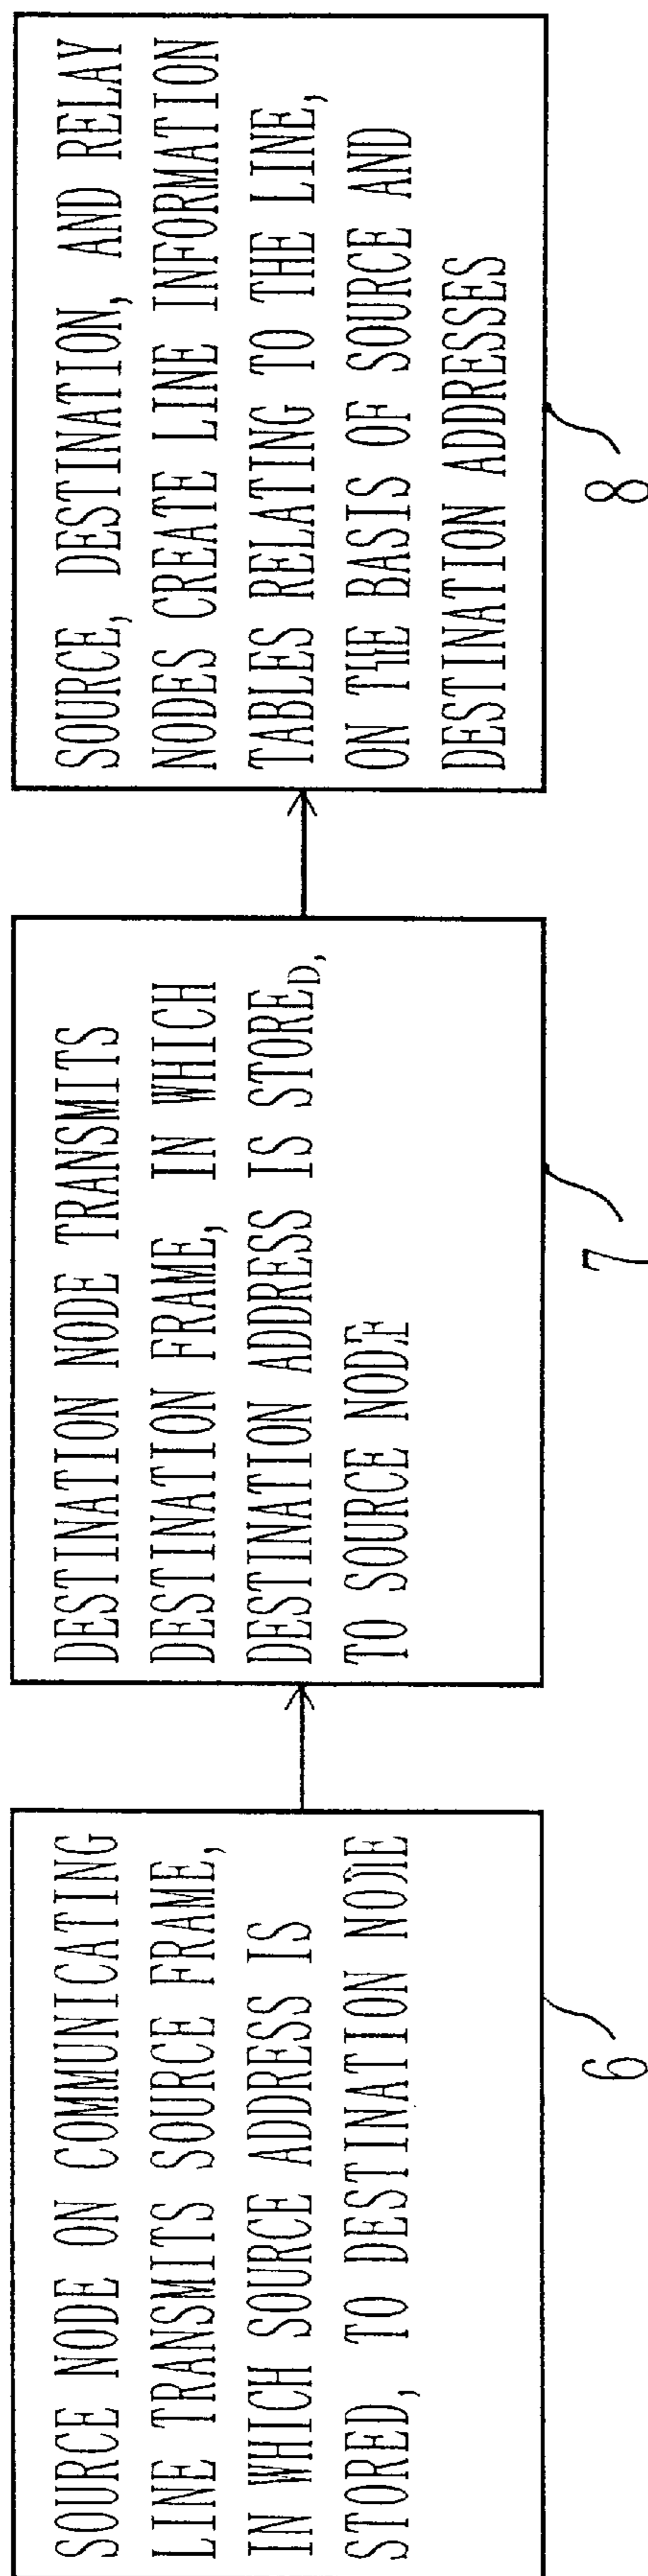 SOURCE NODE ON COMMUNICATING
LINE TRANSMITS SOURCE FRAME,
IN WHICH SOURCE ADDRESS IS
STORED, TO DESTINATION NODE
6
DESTINATION NODE TRANSMITS
DESTINATION FRAME, IN WHICH
DESTINATION ADDRESS IS STORED,
TO SOURCE NODE
7
SOURCE, DESTINATION, AND RELAY
NODES CREATE LINE INFORMATION
TABLES RELATING TO THE LINE,
ON THE BASIS OF SOURCE AND
DESTINATION ADDRESSES
8